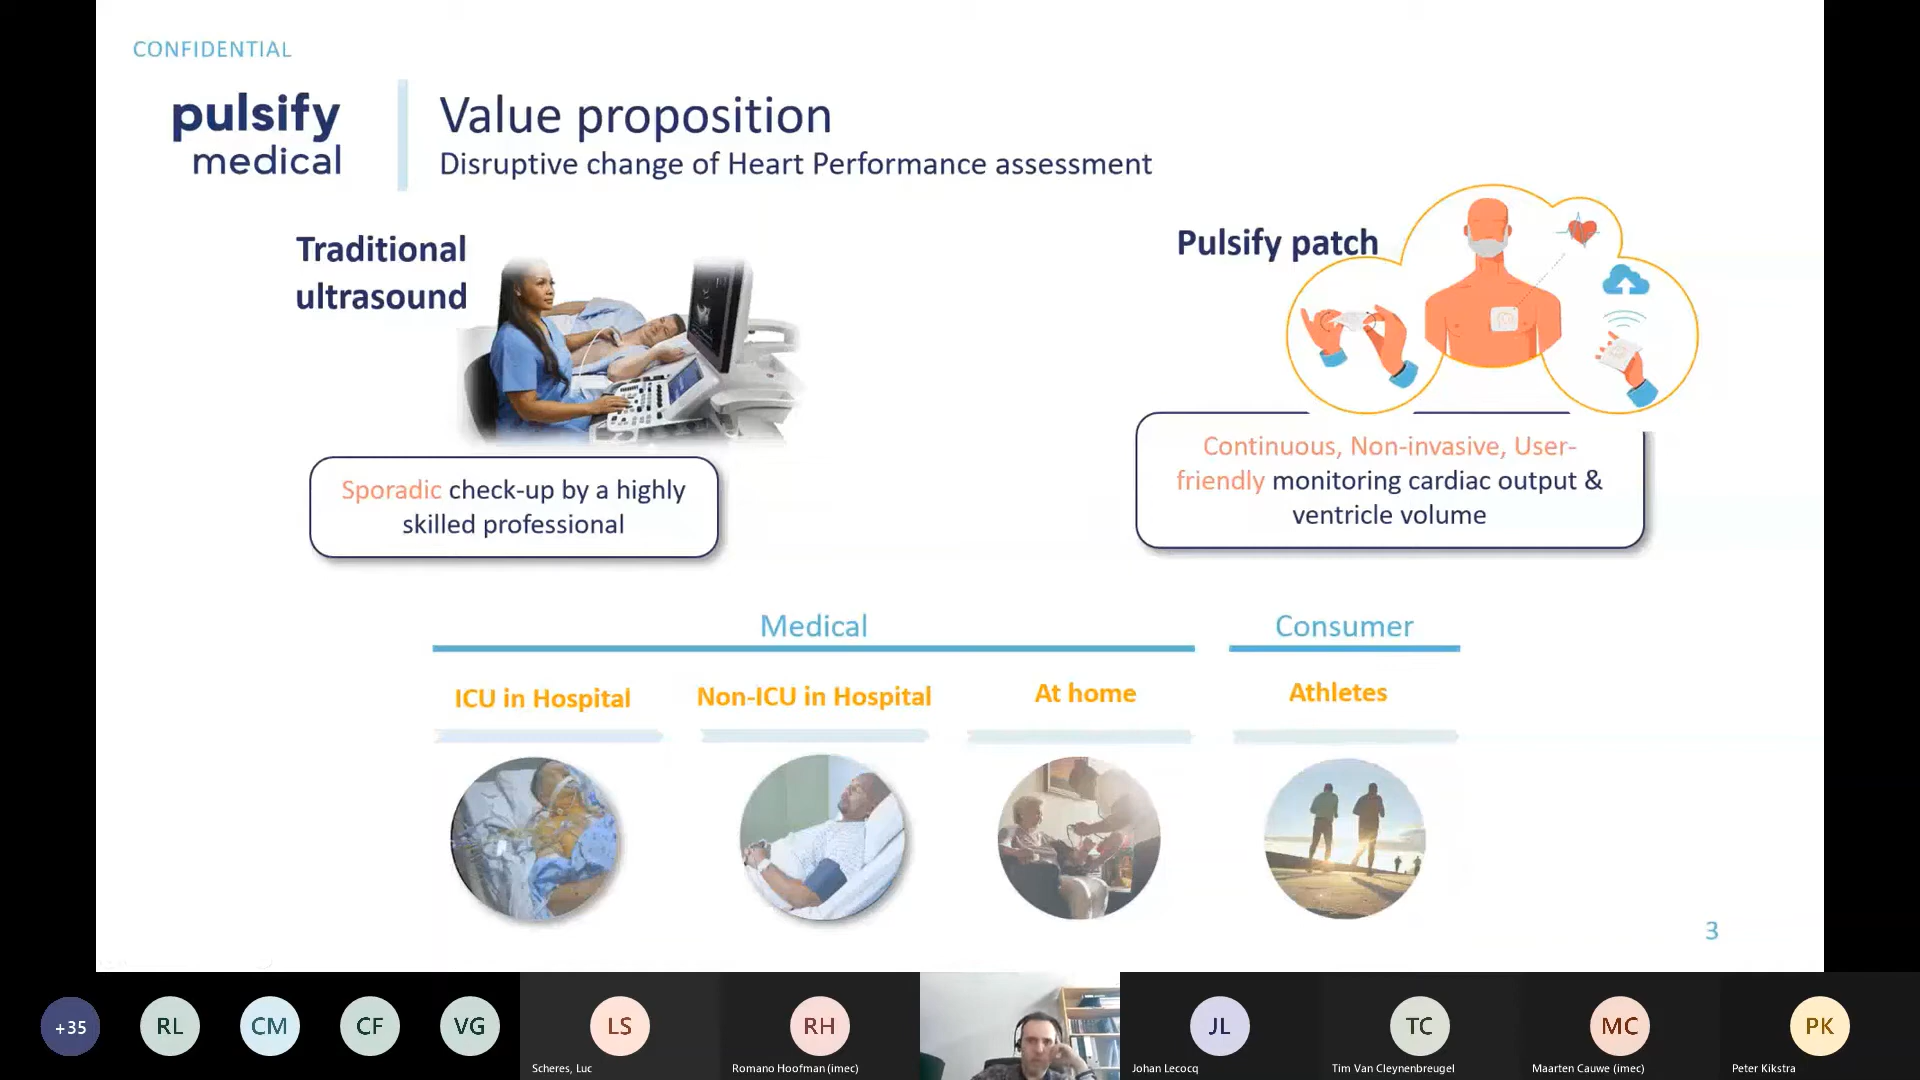 CONFIDENTIAL
pulsify
medical
Value proposition
Disruptive change of Heart Performance assessment
Traditional
ultrasound
Pulsify patch
Sporadic check-up by a highly
skilled professional
Continuous, Non-invasive, User-
friendly monitoring cardiac output &
ventricle volume
Medical
Consumer
ICU in Hospital
Non-ICU in Hospital
At home
Athletes
3
+35
RL
CM
CF
VG
LS
RH
JL
TC
MC
PK
Scheres, Luc
Romano Hoofman (imec)
Johan Lecocq
Tim Van Cleynenbreugel
Maarten Cauwe (imec)
Peter Kikstra